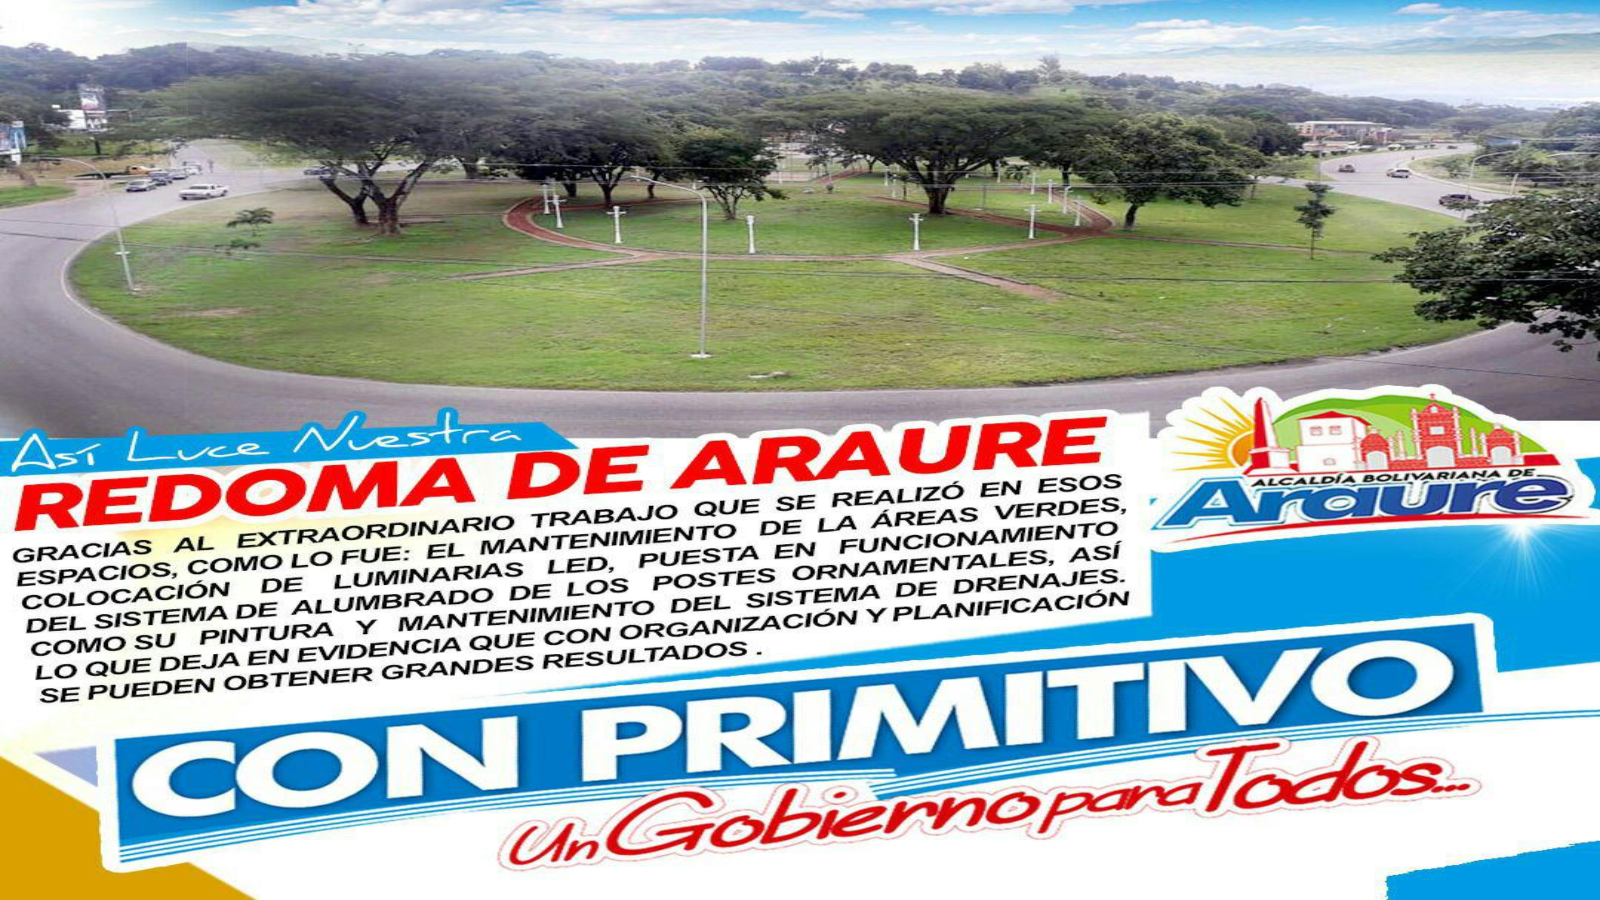 Así Luce Nuestra
REDOMA DE ARAURE
GRACIAS AL EXTRAORDINARIO TRABAJO QUE SE REALIZÓ EN ESOS
ESPACIOS, COMO LO FUE: EL MANTENIMIENTO DE LA ÁREAS VERDES,
COLOCACIÓN DE LUMINARIAS LED, PUESTA EN FUNCIONAMIENTO
DEL SISTEMA DE ALUMBRADO DE LOS POSTES ORNAMENTALES, ASÍ
COMO SU PINTURA Y MANTENIMIENTO DEL SISTEMA DE DRENAJES.
LO QUE DEJA EN EVIDENCIA QUE CON ORGANIZACIÓN Y PLANIFICACIÓN
SE PUEDEN OBTENER GRANDES RESULTADOS .
ALCALDÍA BOLIVARIANA DE
Araure
CON PRIMITIVO
Un Gobierno para Todos...